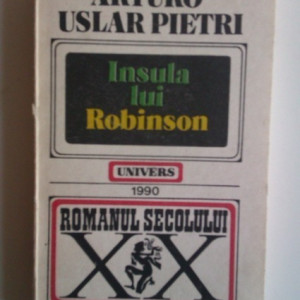 ARTURO
USLAR PIETRI
Insula
lui
Robinson
UNIVERS
1990
ROMANUL SECOLULUI
XX